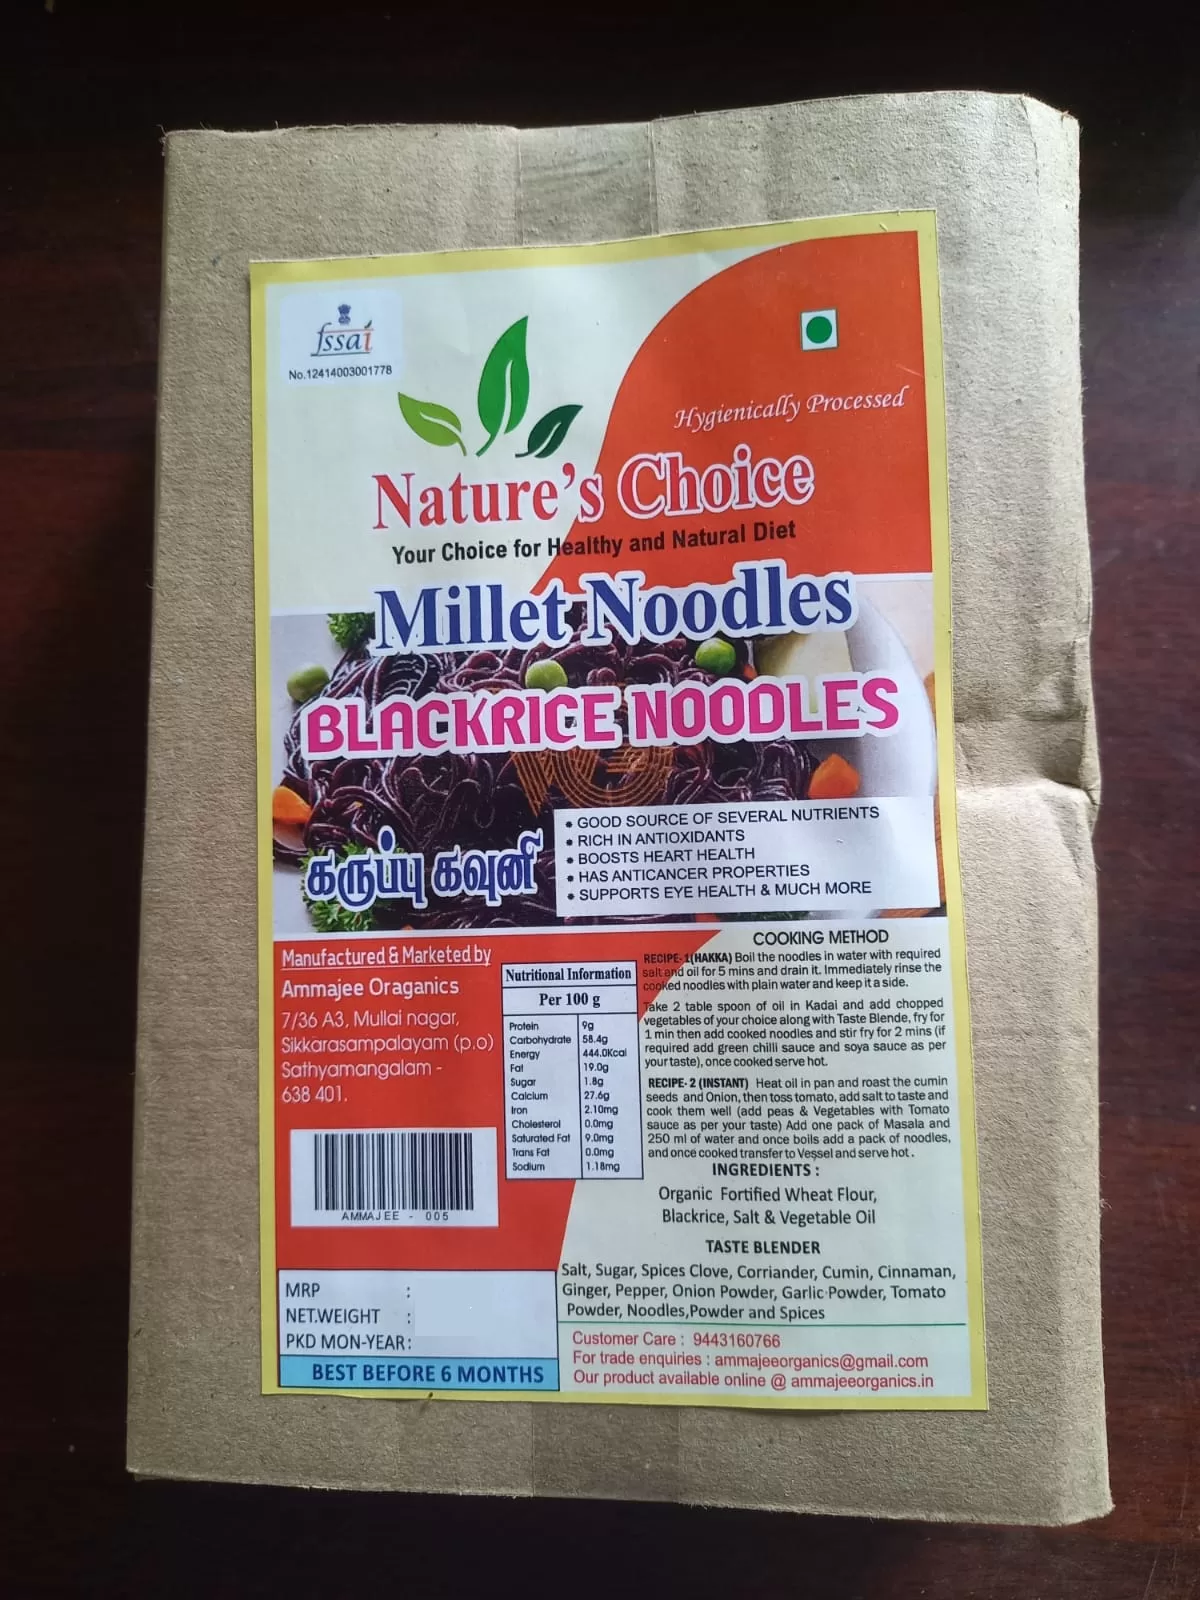 fssai
No.12414003001778
Hygienically Processed
Nature's Choice
Your Choice for Healthy and Natural Diet
Millet Noodles
BLACKRICE NOODLES
கருப்பு கவுனி
• GOOD SOURCE OF SEVERAL NUTRIENTS
• RICH IN ANTIOXIDANTS
• BOOSTS HEART HEALTH
• HAS ANTICANCER PROPERTIES
• SUPPORTS EYE HEALTH & MUCH MORE
Manufactured & Marketed by
Ammajee Oraganics
7/36 A3, Mullai nagar,
Sikkarasampalayam (p.o)
Sathyamangalam -
638 401.
AMMAJEE - 005
Nutritional Information
Per 100 g
Protein 9g
Carbohydrate 58.4g
Energy 444.0Kcal
Fat 19.0g
Sugar 1.8g
Calcium 27.6g
Iron 2.10mg
Cholesterol 0.0mg
Saturated Fat 9.0mg
Trans Fat 0.0mg
Sodium 1.18mg
COOKING METHOD
RECIPE-1(HAKKA) Boil the noodles in water with required
salt and oil for 5 mins and drain it. Immediately rinse the
cooked noodles with plain water and keep it a side.
Take 2 table spoon of oil in Kadai and add chopped
vegetables of your choice along with Taste Blende, fry for
1 min then add cooked noodles and stir fry for 2 mins (if
required add green chilli sauce and soya sauce as per
your taste), once cooked serve hot.
RECIPE- 2 (INSTANT) Heat oil in pan and roast the cumin
seeds and Onion, then toss tomato, add salt to taste and
cook them well (add peas & Vegetables with Tomato
sauce as per your taste) Add one pack of Masala and
250 ml of water and once boils add a pack of noodles,
and once cooked transfer to Vessel and serve hot.
INGREDIENTS :
Organic Fortified Wheat Flour,
Blackrice, Salt & Vegetable Oil
TASTE BLENDER
Salt, Sugar, Spices Clove, Corriander, Cumin, Cinnaman,
Ginger, Pepper, Onion Powder, Garlic Powder, Tomato
Powder, Noodles,Powder and Spices
MRP :
NET.WEIGHT :
PKD MON-YEAR:
BEST BEFORE 6 MONTHS
Customer Care : 9443160766
For trade enquiries : ammajeeorganics@gmail.com
Our product available online @ ammajeeorganics.in